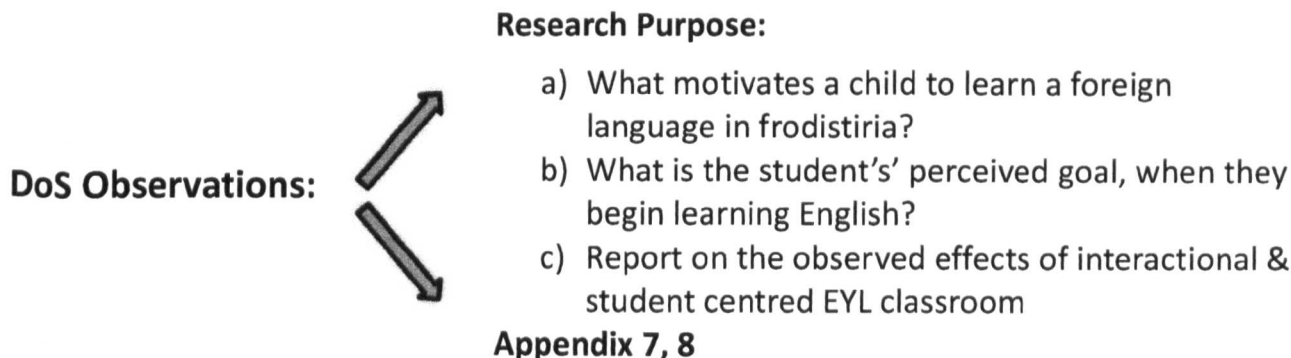 Research Purpose:
a) What motivates a child to learn a foreign
language in frodistiria?
DoS Observations:
b) What is the student's' perceived goal, when they
begin learning English?
c) Report on the observed effects of interactional &
student centred EYL classroom
Appendix 7, 8